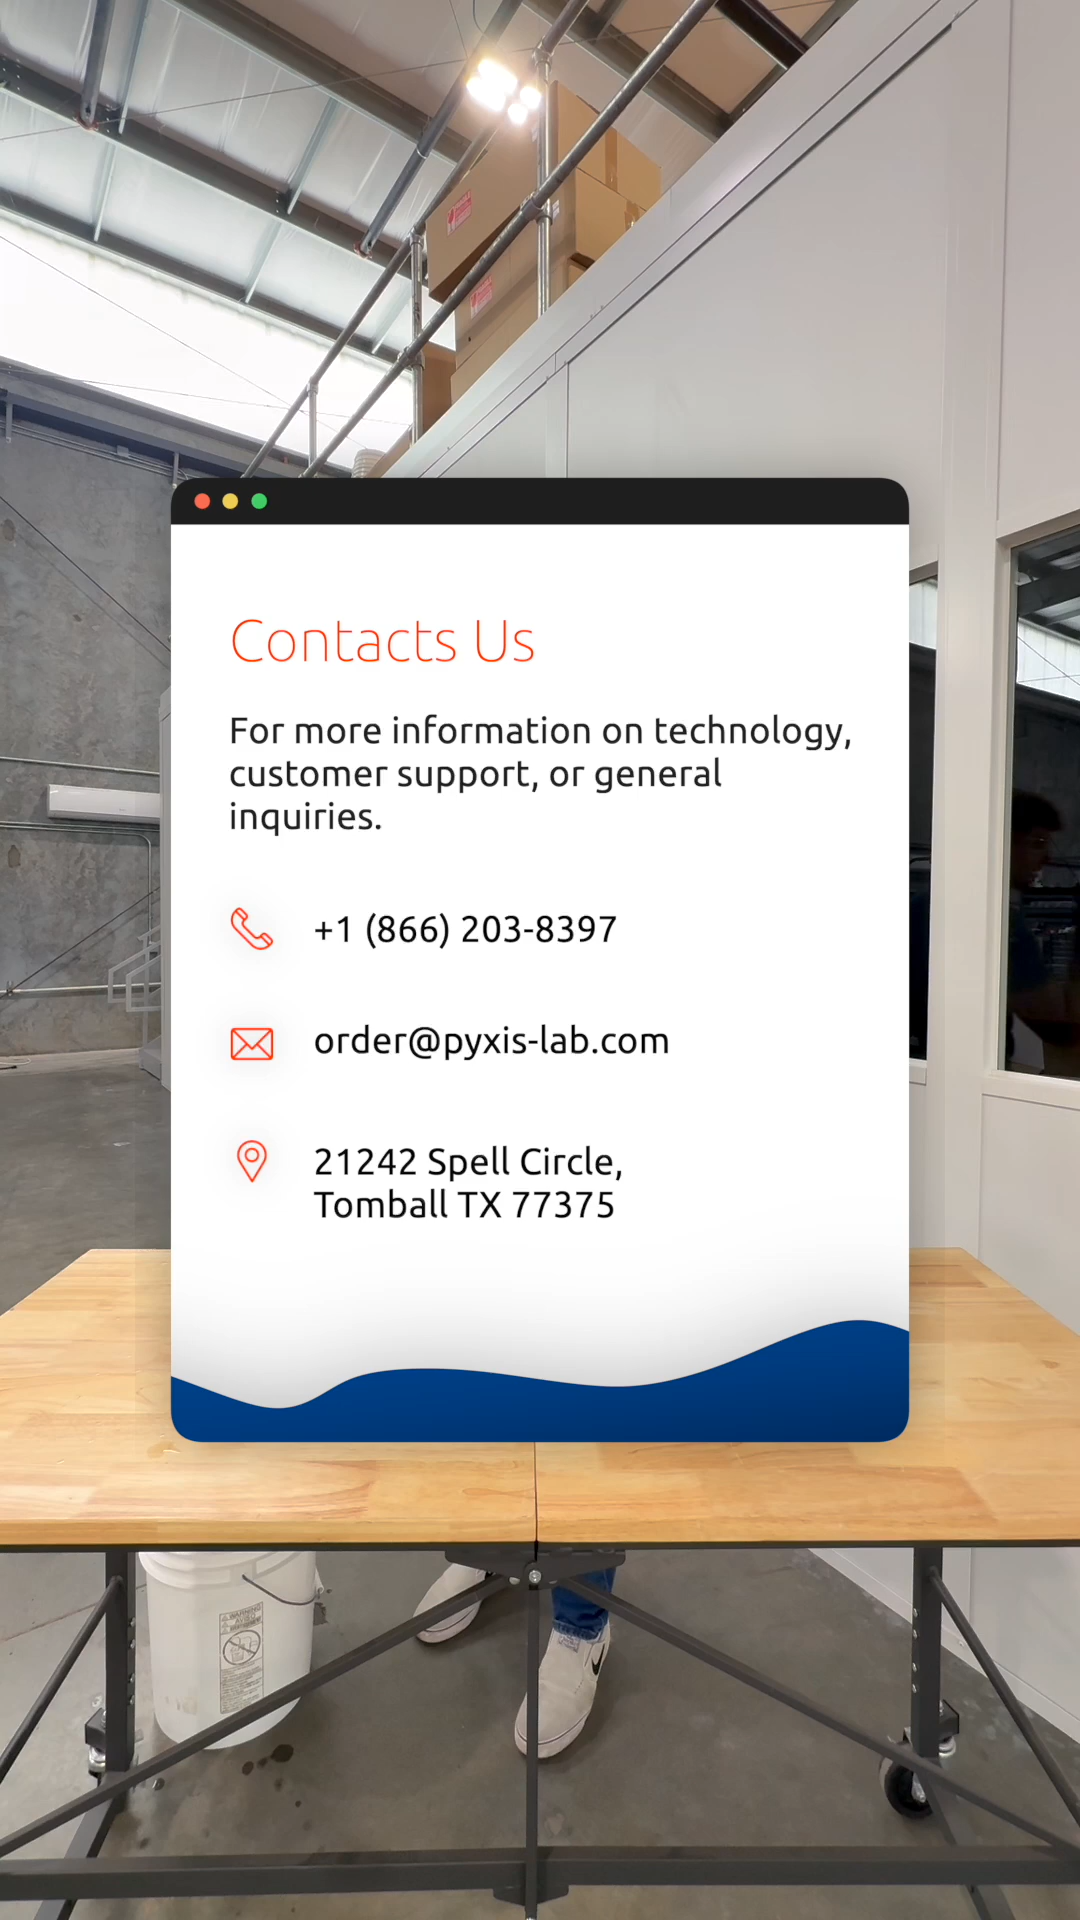 Contacts Us
For more information on technology,
customer support, or general
inquiries.
+1 (866) 203-8397
order@pyxis-lab.com
21242 Spell Circle,
Tomball TX 77375
WARNING